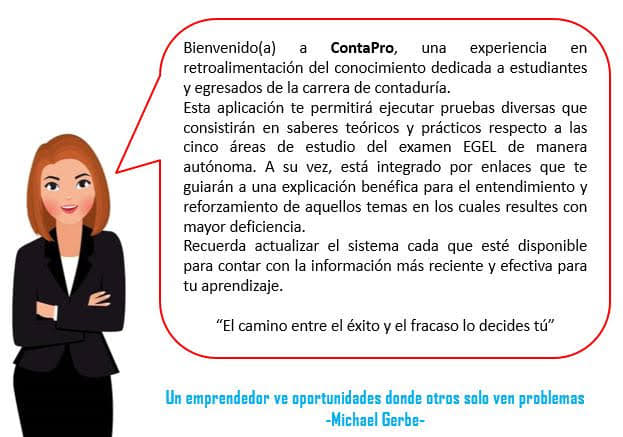 Bienvenido(a) a ContaPro, una experiencia en
retroalimentación del conocimiento dedicada a estudiantes
y egresados de la carrera de contaduría.
Esta aplicación te permitirá ejecutar pruebas diversas que
consistirán en saberes teóricos y prácticos respecto a las
cinco áreas de estudio del examen EGEL de manera
autónoma. A su vez, está integrado por enlaces que te
guiarán a una explicación benéfica para el entendimiento y
reforzamiento de aquellos temas en los cuales resultes con
mayor deficiencia.
Recuerda actualizar el sistema cada que esté disponible
para contar con la información más reciente y efectiva para
tu aprendizaje.
“El camino entre el éxito y el fracaso lo decides tú”
Un emprendedor ve oportunidades donde otros solo ven problemas
-Michael Gerbe-